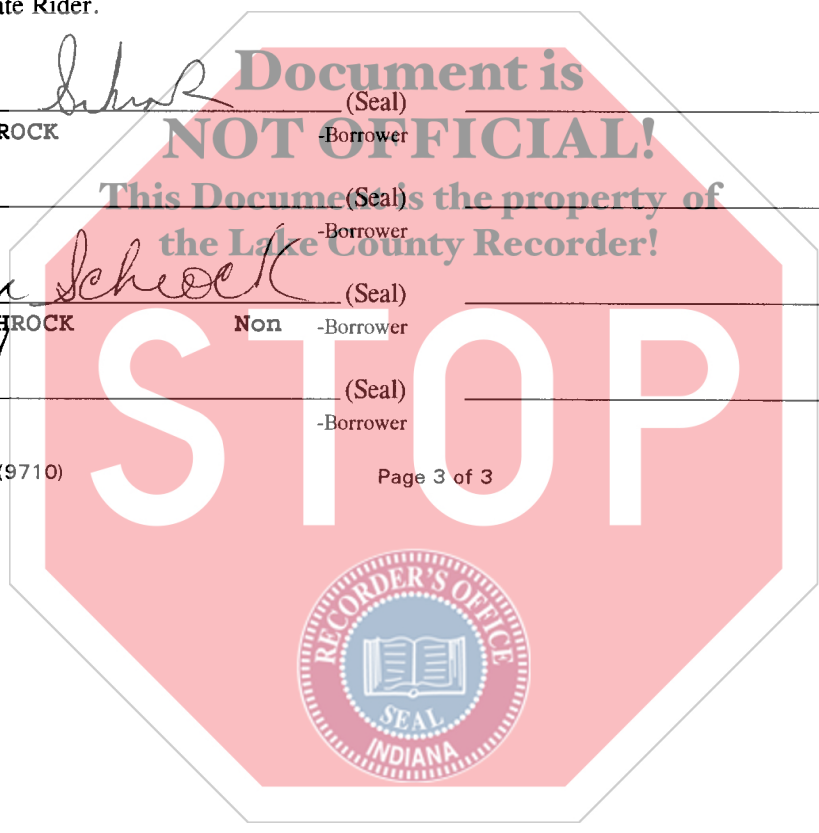 ate Rider.
Document is
(Seal)
ROCK -Borrower
NOT OFFICIAL!
This Document is the property of
(Seal)
-Borrower
the Lake County Recorder!
Schrock (Seal)
HROCK Non -Borrower
STOP
(Seal)
-Borrower
(9710) Page 3 of 3
RECORDER'S OFFICE
SEAL
INDIANA